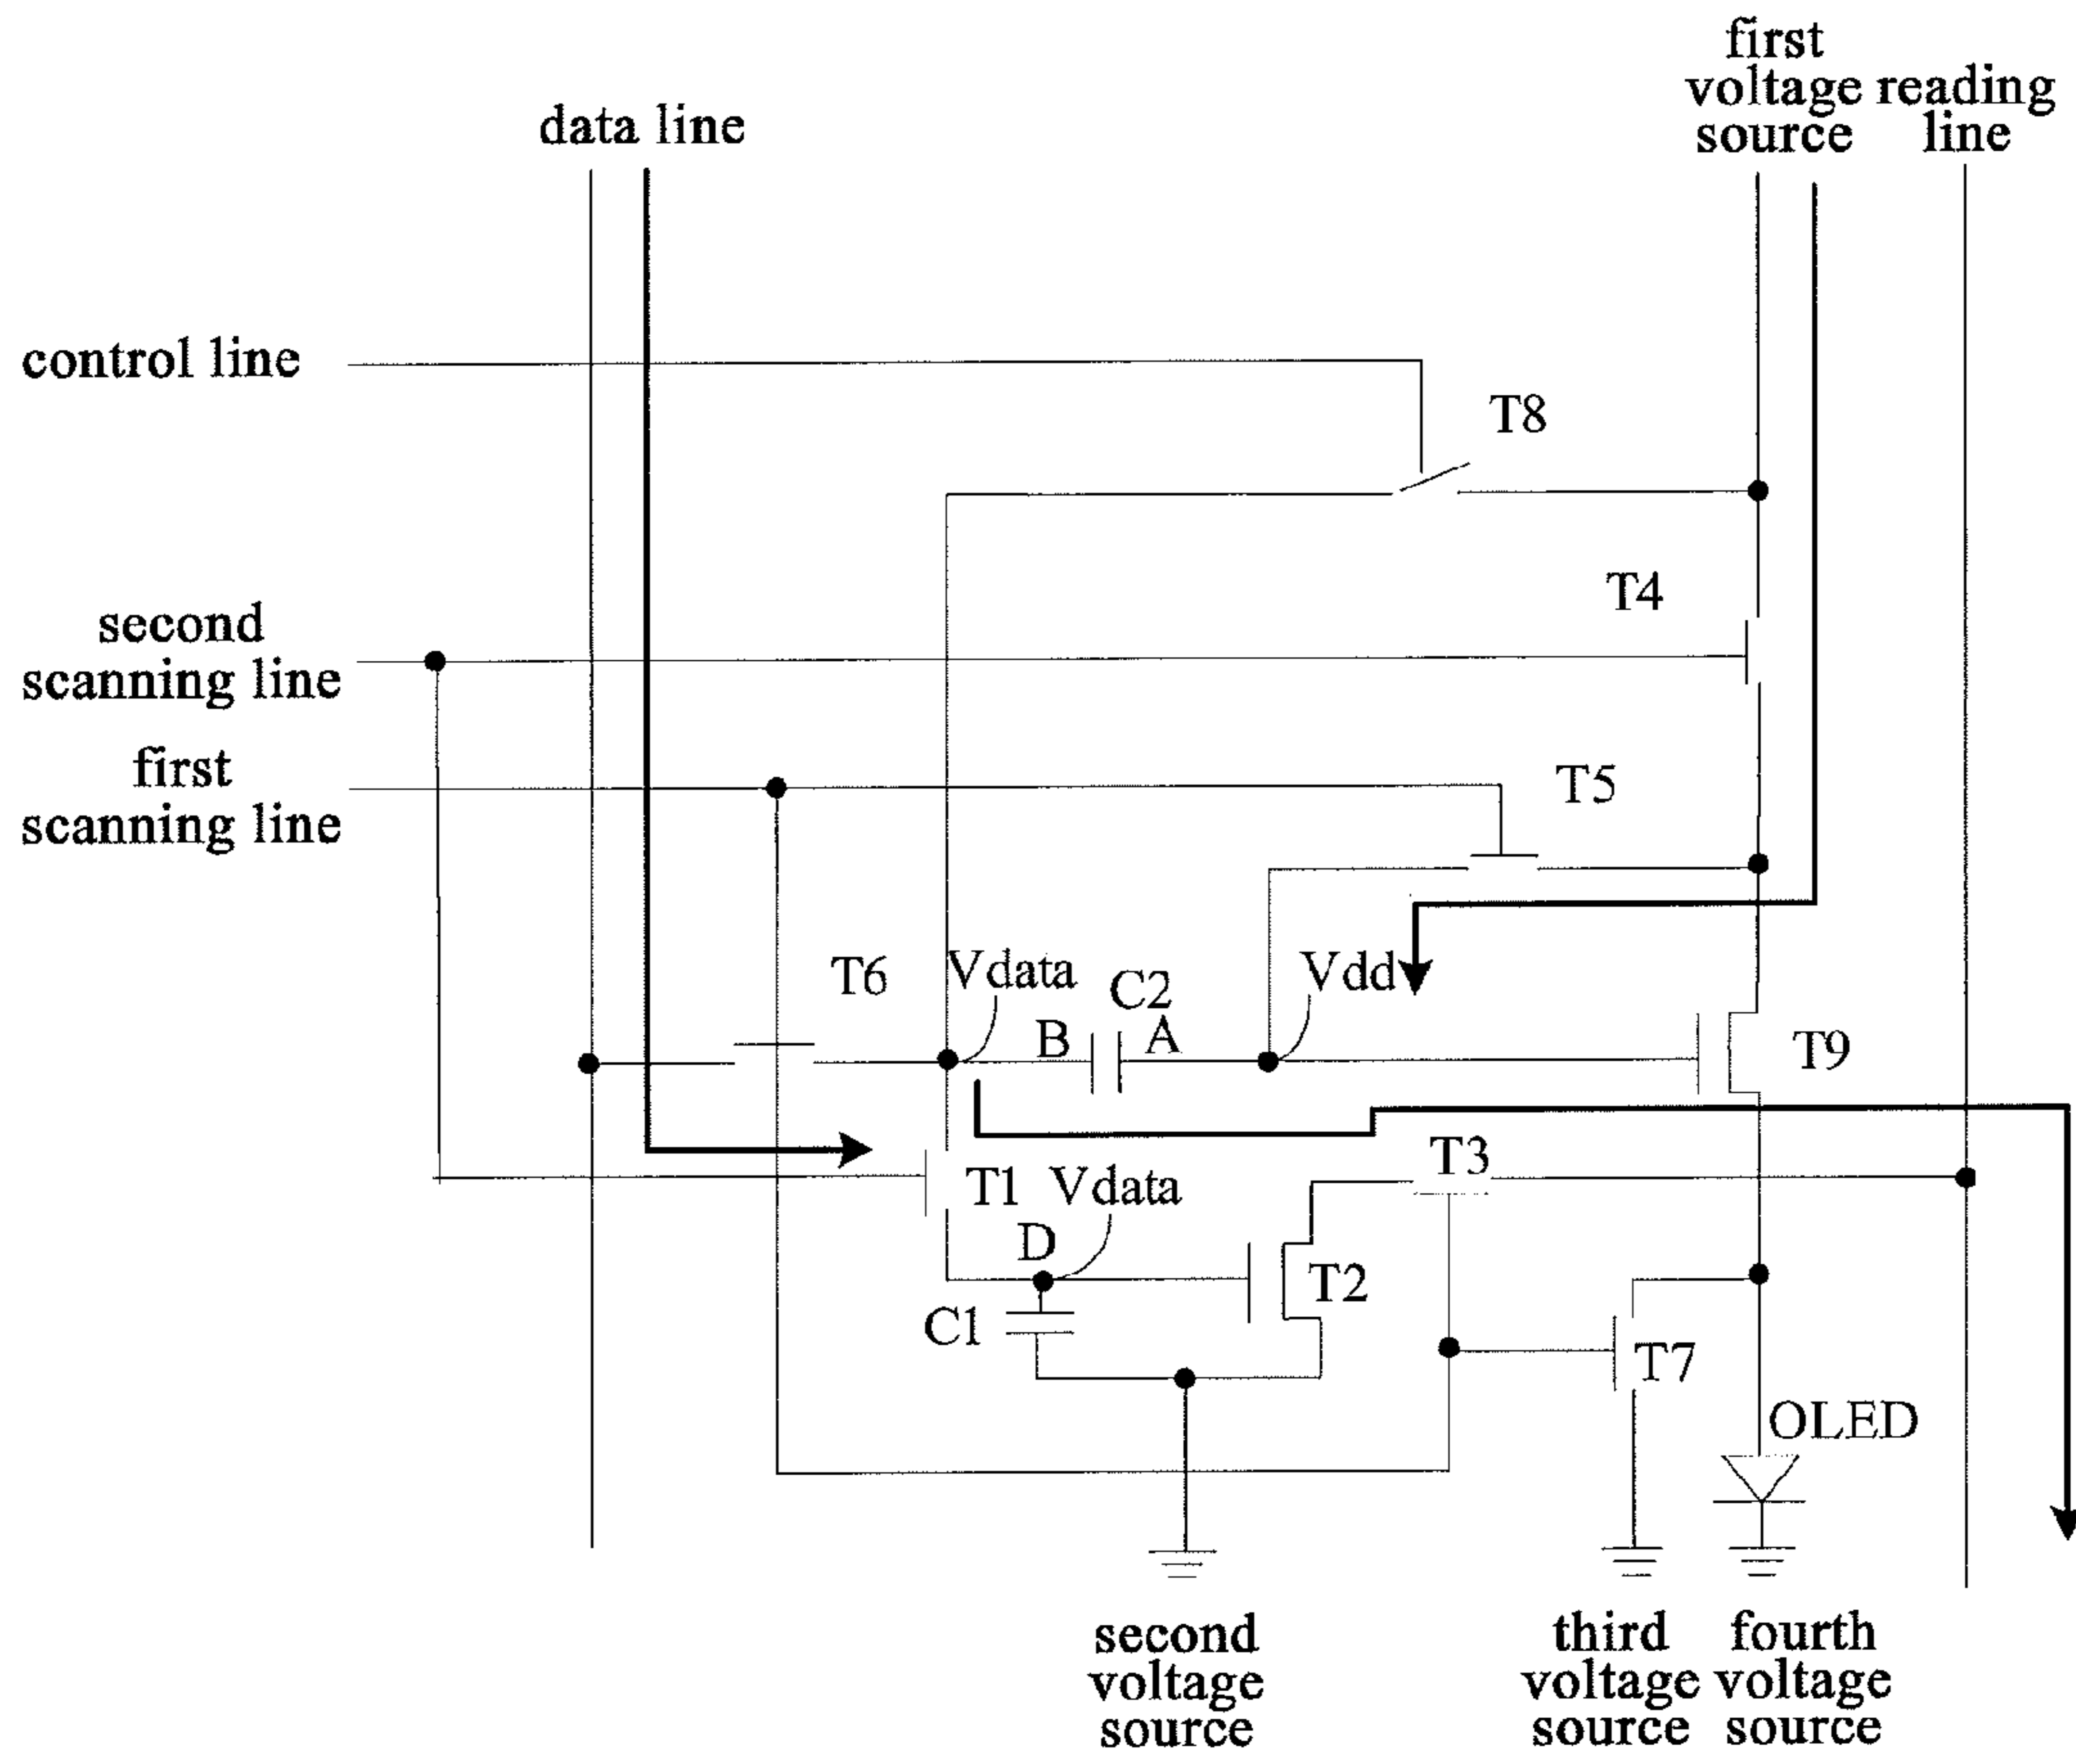 first
voltage reading
source line
data line
control line
T8
T4
second
scanning line
first
scanning line
T5
T6
Vdata
C2
Vdd
B
A
T9
T1
Vdata
T3
D
T2
C1
T7
OLED
second
voltage
source
third
voltage
source
fourth
voltage
source